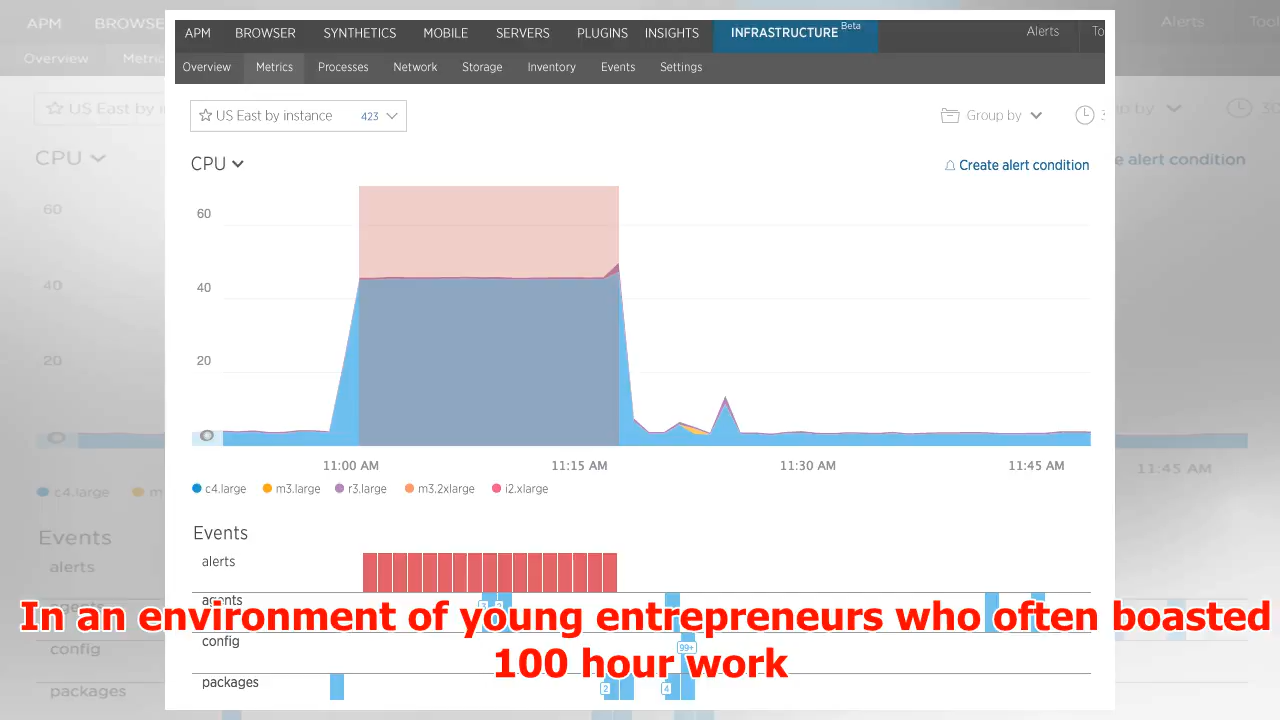 APM BROWSER SYNTHETICS MOBILE SERVERS PLUGINS INSIGHTS INFRASTRUCTURE Beta Alerts To
Overview Metrics Processes Network Storage Inventory Events Settings
US East by instance 423 Group by 3
CPU Create alert condition
60
40
20
0
11:00 AM 11:15 AM 11:30 AM 11:45 AM
c4.large m3.large r3.large m3.2xlarge i2.xlarge
Events
alerts
agents
In an environment of young entrepreneurs who often boasted
config
99+
100 hour work
packages 2 4